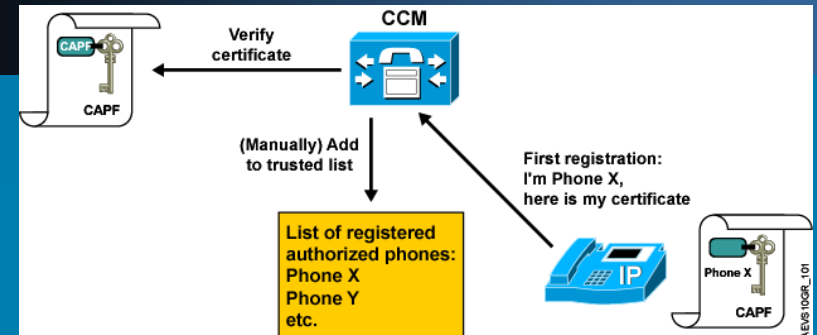 CCM
CAPF
CAPF
Verify
certificate
(Manually) Add
to trusted list
First registration:
I'm Phone X,
here is my certificate
List of registered
authorized phones:
Phone X
Phone Y
etc.
IP
Phone X
CAPF
AEVS10GR_101